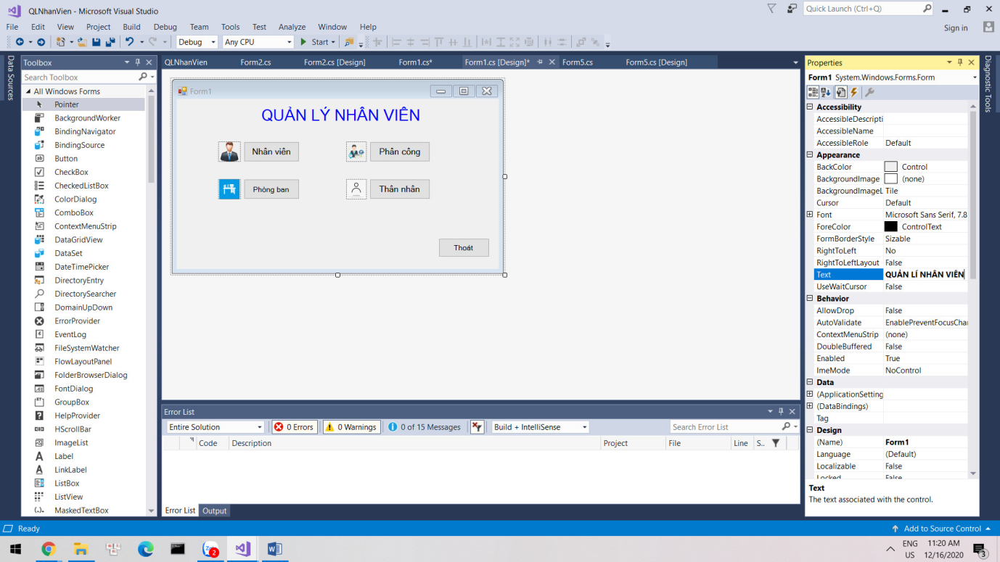 QLNhanVien - Microsoft Visual Studio
Quick Launch (Ctrl+Q)
File Edit View Project Build Debug Team Tools Test Analyze Window Help
Sign in
Debug Any CPU Start
Data Sources
Toolbox
Search Toolbox
All Windows Forms
Pointer
BackgroundWorker
BindingNavigator
BindingSource
Button
CheckBox
CheckedListBox
ColorDialog
ComboBox
ContextMenuStrip
DataGridView
DataSet
DateTimePicker
DirectoryEntry
DirectorySearcher
DomainUpDown
ErrorProvider
EventLog
FileSystemWatcher
FlowLayoutPanel
FolderBrowserDialog
FontDialog
GroupBox
HelpProvider
HScrollBar
ImageList
Label
LinkLabel
ListBox
ListView
MaskedTextBox
QLNhanVien Form2.cs Form2.cs [Design] Form1.cs* Form1.cs [Design]* Form5.cs Form5.cs [Design]
Form1
QUẢN LÝ NHÂN VIÊN
Nhân viên Phân công
Phòng ban Thân nhân
Thoát
Error List
Entire Solution 0 Errors 0 Warnings 0 of 15 Messages Build + IntelliSense Search Error List
Code Description Project File Line S..
Error List Output
Properties
Form1 System.Windows.Forms.Form
Accessibility
AccessibleDescripti
AccessibleName
AccessibleRole Default
Appearance
BackColor Control
BackgroundImage (none)
BackgroundImageL Tile
Cursor Default
Font Microsoft Sans Serif, 7.8
ForeColor ControlText
FormBorderStyle Sizable
RightToLeft No
RightToLeftLayout False
Text QUẢN LÍ NHÂN VIÊN
UseWaitCursor False
Behavior
AllowDrop False
AutoValidate EnablePreventFocusChar
ContextMenuStrip (none)
DoubleBuffered False
Enabled True
ImeMode NoControl
Data
(ApplicationSetting
(DataBindings)
Tag
Design
(Name) Form1
Language (Default)
Localizable False
Locked False
Text
The text associated with the control.
Diagnostic Tools
Ready
Add to Source Control
2
ENG
US
11:20 AM
12/16/2020
3